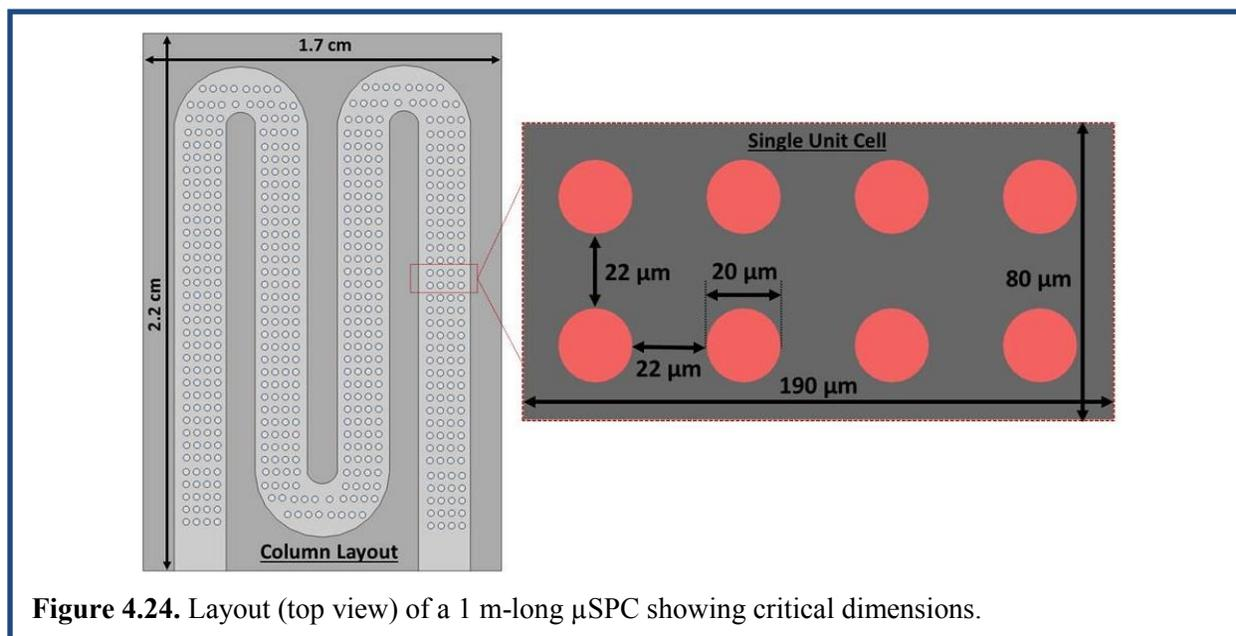 1.7 cm
2.2 cm
Column Layout
Single Unit Cell
22 µm
20 µm
80 µm
22 µm
190 µm
Figure 4.24. Layout (top view) of a 1 m-long µSPC showing critical dimensions.